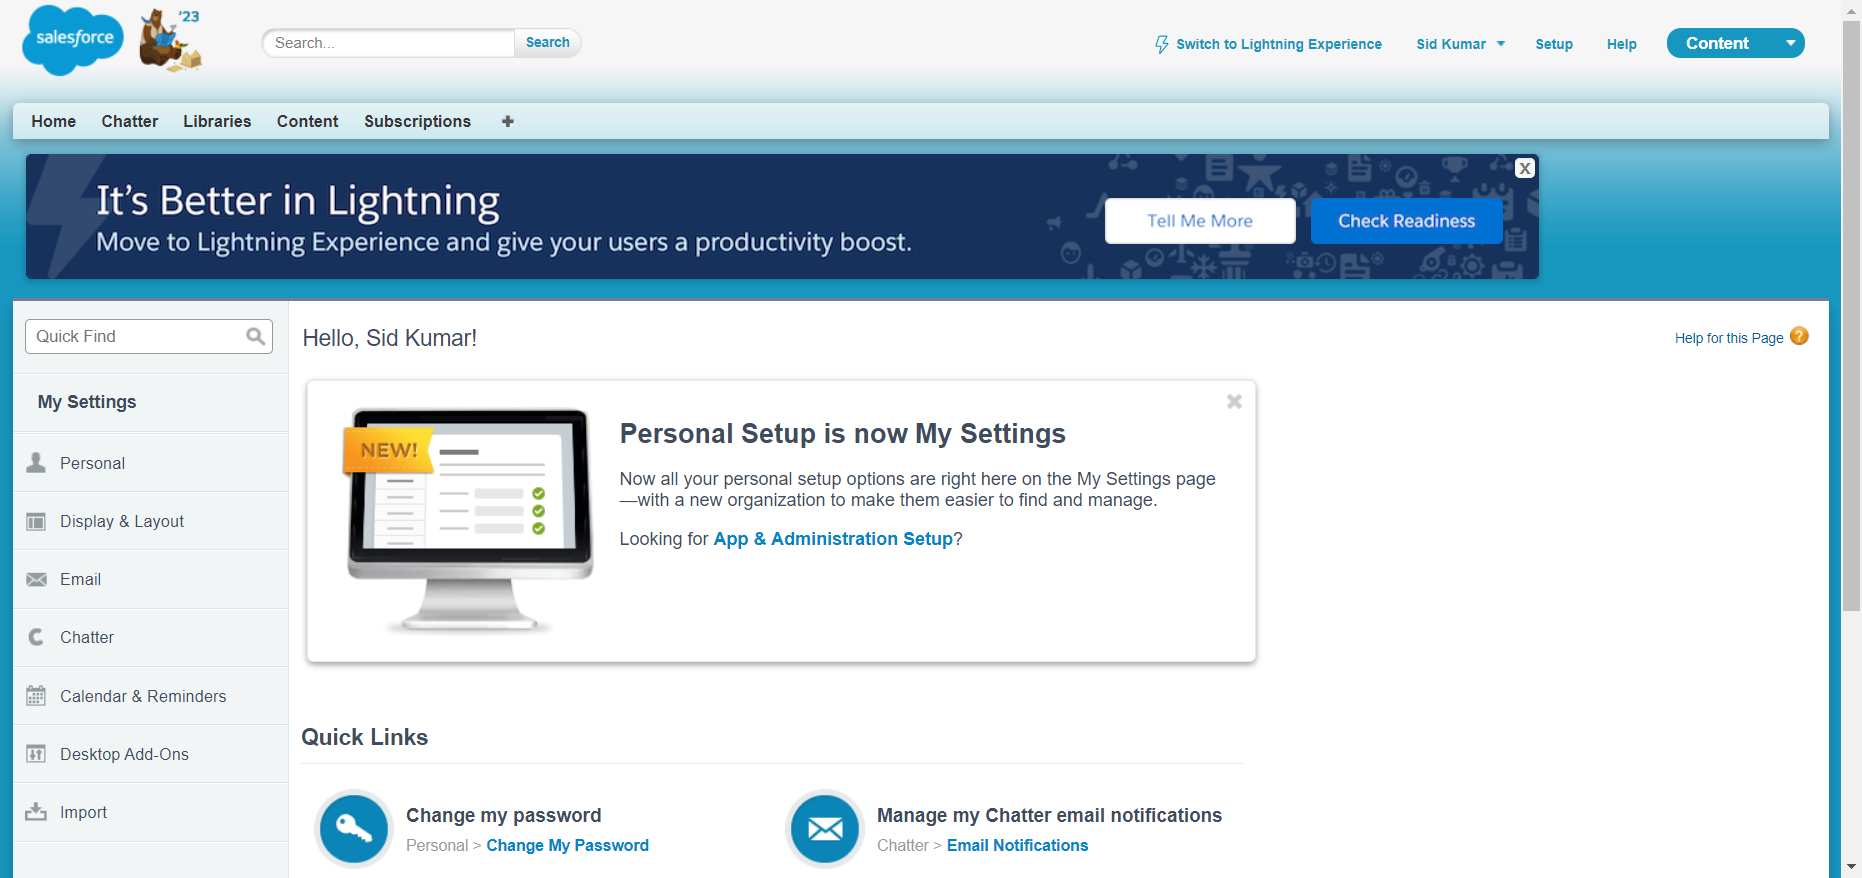 salesforce
'23
Search...
Search
Switch to Lightning Experience
Sid Kumar
Setup
Help
Content
Home
Chatter
Libraries
Content
Subscriptions
It's Better in Lightning
Move to Lightning Experience and give your users a productivity boost.
Tell Me More
Check Readiness
X
Quick Find
My Settings
Personal
Display & Layout
Email
Chatter
Calendar & Reminders
Desktop Add-Ons
Import
Hello, Sid Kumar!
Help for this Page
?
NEW!
Personal Setup is now My Settings
Now all your personal setup options are right here on the My Settings page
—with a new organization to make them easier to find and manage.
Looking for App & Administration Setup?
Quick Links
Change my password
Personal > Change My Password
Manage my Chatter email notifications
Chatter > Email Notifications